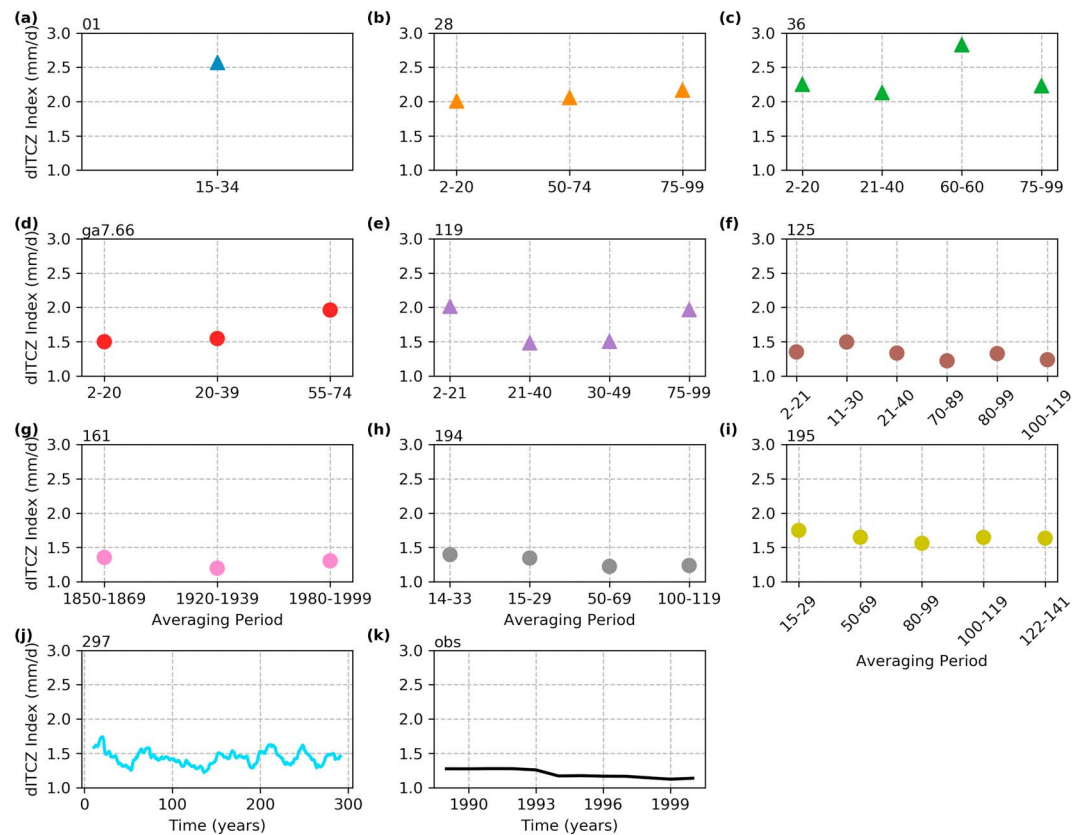 (a) 01
dITCZ Index (mm/d)
3.0
2.5
2.0
1.5
1.0
15-34
(b) 28
3.0
2.5
2.0
1.5
1.0
2-20 50-74 75-99
(c) 36
3.0
2.5
2.0
1.5
1.0
2-20 21-40 60-60 75-99
(d) ga7.66
dITCZ Index (mm/d)
3.0
2.5
2.0
1.5
1.0
2-20 20-39 55-74
(e) 119
3.0
2.5
2.0
1.5
1.0
2-21 21-40 30-49 75-99
(f) 125
3.0
2.5
2.0
1.5
1.0
2-21 11-30 21-40 70-89 80-99 100-119
(g) 161
dITCZ Index (mm/d)
3.0
2.5
2.0
1.5
1.0
1850-1869 1920-1939 1980-1999
Averaging Period
(h) 194
3.0
2.5
2.0
1.5
1.0
14-33 15-29 50-69 100-119
Averaging Period
(i) 195
3.0
2.5
2.0
1.5
1.0
15-29 50-69 80-99 100-119 122-141
Averaging Period
(j) 297
dITCZ Index (mm/d)
3.0
2.5
2.0
1.5
1.0
0 100 200 300
Time (years)
(k) obs
3.0
2.5
2.0
1.5
1.0
1990 1993 1996 1999
Time (years)